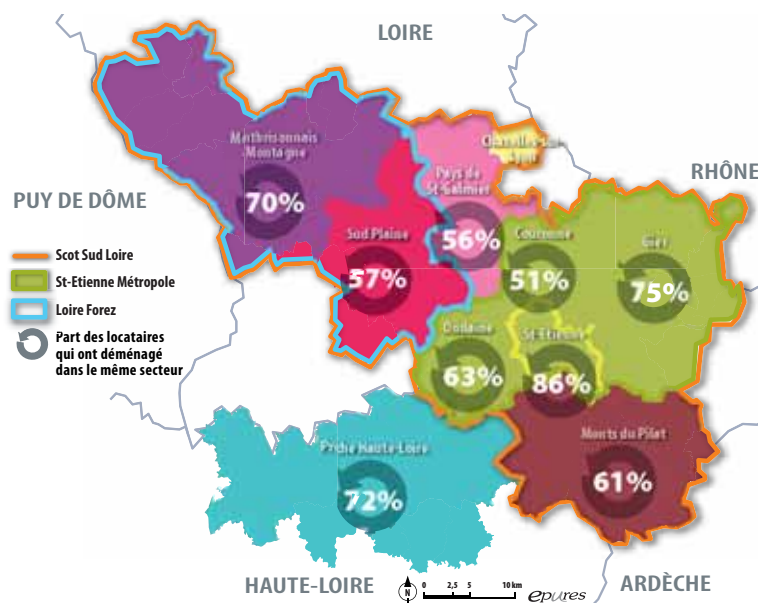 LOIRE
Montbrisonnais
Montagne
70%
Chazelles-sur-
Lyon
Pays de
St-Galmier
56%
RHÔNE
PUY DE DÔME
Sud Plaine
57%
Couronne
51%
Gier
75%
Scot Sud Loire
St-Etienne Métropole
Loire Forez
Part des locataires
qui ont déménagé
dans le même secteur
Ondaine
63%
St-Etienne
86%
Proche Haute-Loire
72%
Monts du Pilat
61%
HAUTE-LOIRE
N
0 2,5 5 10 km
epures
ARDÈCHE